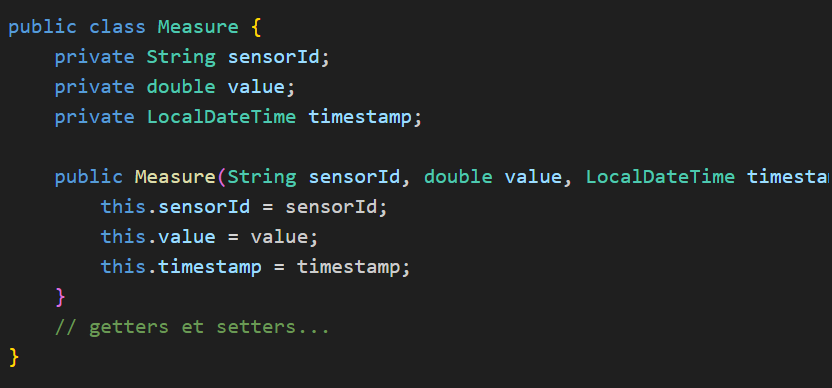 public class Measure {
    private String sensorId;
    private double value;
    private LocalDateTime timestamp;
    public Measure(String sensorId, double value, LocalDateTime timesta
        this.sensorId = sensorId;
        this.value = value;
        this.timestamp = timestamp;
    }
    // getters et setters...
}